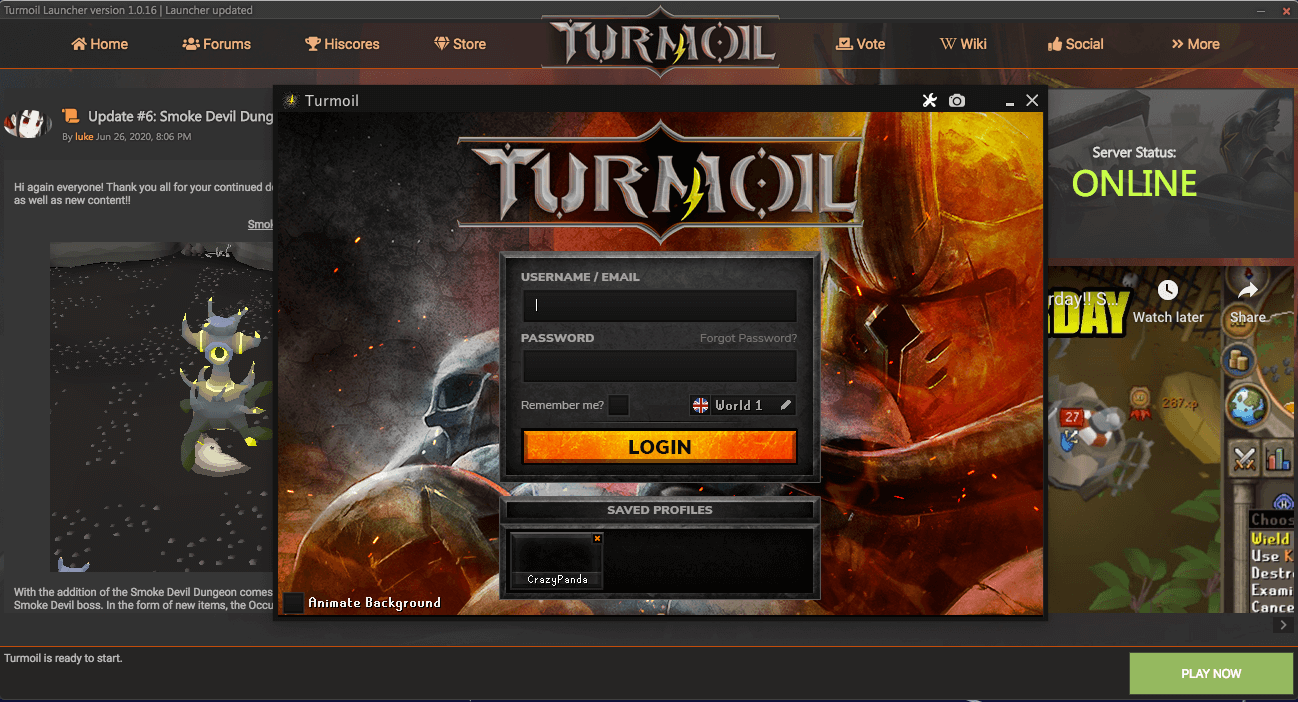 Turmoil Launcher version 1.0.16 | Launcher updated
Home Forums Hiscores Store TURMOIL Vote Wiki Social More
Turmoil
Update #6: Smoke Devil Dung
By luke Jun 26, 2020, 8:06 PM
Hi again everyone! Thank you all for your continued
as well as new content!!
Smok
TURMOIL
USERNAME / EMAIL
PASSWORD Forgot Password?
Remember me? World 1
LOGIN
SAVED PROFILES
CrazyPanda
Animate Background
With the addition of the Smoke Devil Dungeon comes
Smoke Devil boss. In the form of new items, the Occu
Server Status:
ONLINE
rday!! S...
RDAY
Watch later Share
27
H
Choos
Wield
Use K
Destr
Exami
Cance
Turmoil is ready to start.
PLAY NOW